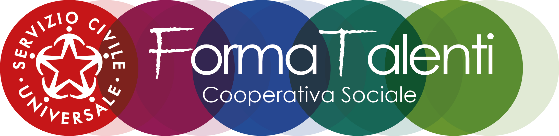 SERVIZIO CIVILE
UNIVERSALE
FormaTalenti
Cooperativa Sociale